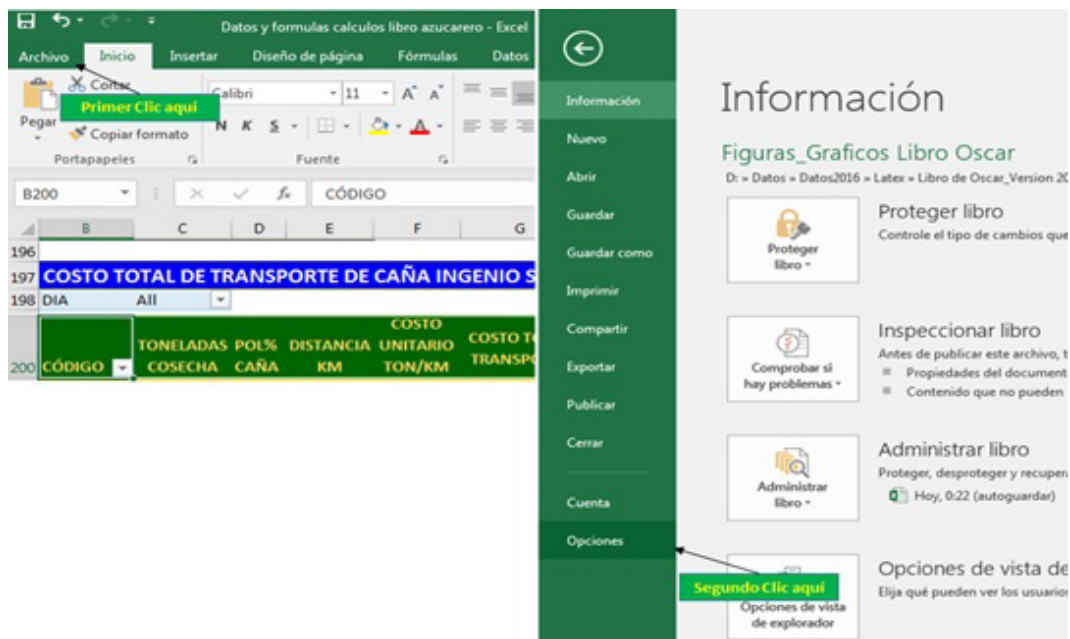 Datos y formulas calculos libro azucarero - Excel
Archivo Inicio Insertar Diseño de página Fórmulas Datos
Cortar
Primer Clic aquí
Calibri 11 A A
Pegar
Copiar formato
N K S A
Portapapeles Fuente
B200 fx CÓDIGO
B C D E F G
196
197 COSTO TOTAL DE TRANSPORTE DE CAÑA INGENIO S
198 DIA All
200 CÓDIGO
TONELADAS
COSECHA
POL%
CAÑA
DISTANCIA
KM
COSTO
UNITARIO
TON/KM
COSTO T
TRANSP
Información
Nuevo
Abrir
Guardar
Guardar como
Imprimir
Compartir
Exportar
Publicar
Cerrar
Cuenta
Opciones
Segundo Clic aquí
Información
Figuras_Graficos Libro Oscar
D: » Datos » Datos2016 » Latex » Libro de Oscar_Version 20
Proteger
libro
Proteger libro
Controle el tipo de cambios que
Comprobar si
hay problemas
Inspeccionar libro
Antes de publicar este archivo, t
Propiedades del document
Contenido que no pueden
Administrar
libro
Administrar libro
Proteger, desproteger y recupera
Hoy, 0:22 (autoguardar)
Opciones de vista
de explorador
Opciones de vista de
Elija qué pueden ver los usuarios